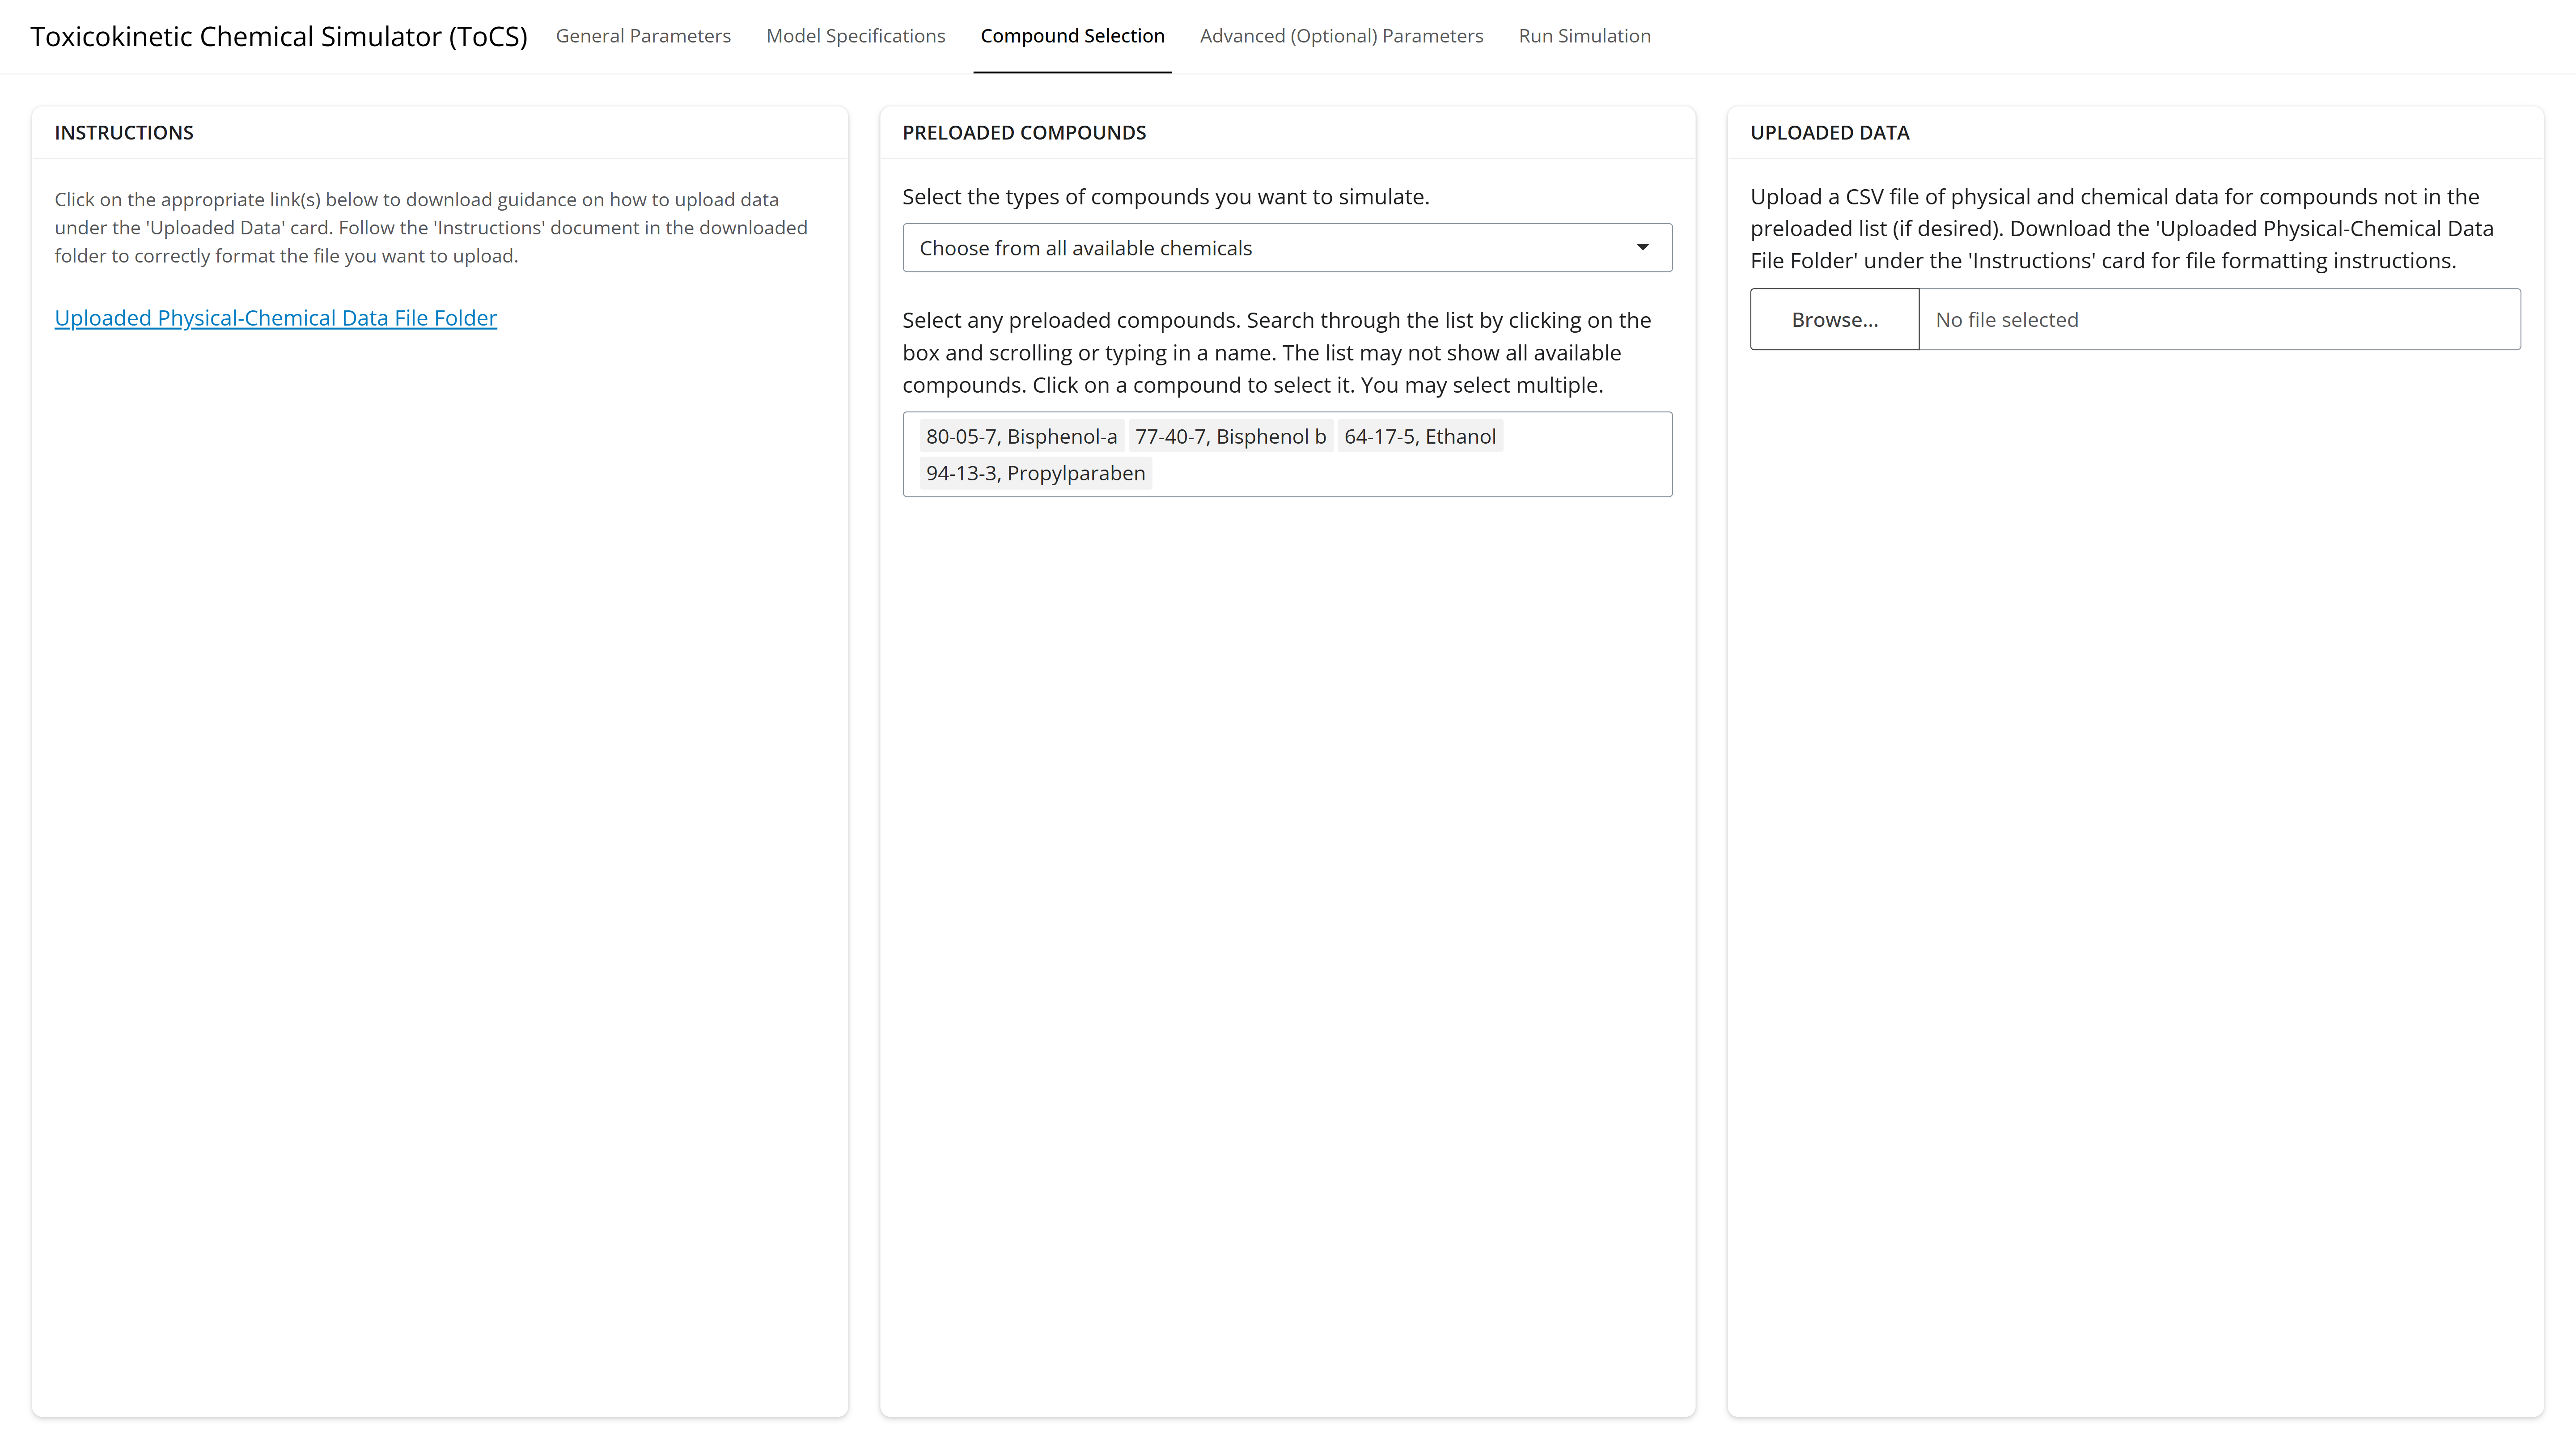 Toxicokinetic Chemical Simulator (ToCS) General Parameters Model Specifications Compound Selection Advanced (Optional) Parameters Run Simulation
INSTRUCTIONS
Click on the appropriate link(s) below to download guidance on how to upload data
under the 'Uploaded Data' card. Follow the 'Instructions' document in the downloaded
folder to correctly format the file you want to upload.
Uploaded Physical-Chemical Data File Folder
PRELOADED COMPOUNDS
Select the types of compounds you want to simulate.
Choose from all available chemicals
Select any preloaded compounds. Search through the list by clicking on the
box and scrolling or typing in a name. The list may not show all available
compounds. Click on a compound to select it. You may select multiple.
80-05-7, Bisphenol-a 77-40-7, Bisphenol b 64-17-5, Ethanol
94-13-3, Propylparaben
UPLOADED DATA
Upload a CSV file of physical and chemical data for compounds not in the
preloaded list (if desired). Download the 'Uploaded Physical-Chemical Data
File Folder' under the 'Instructions' card for file formatting instructions.
Browse... No file selected